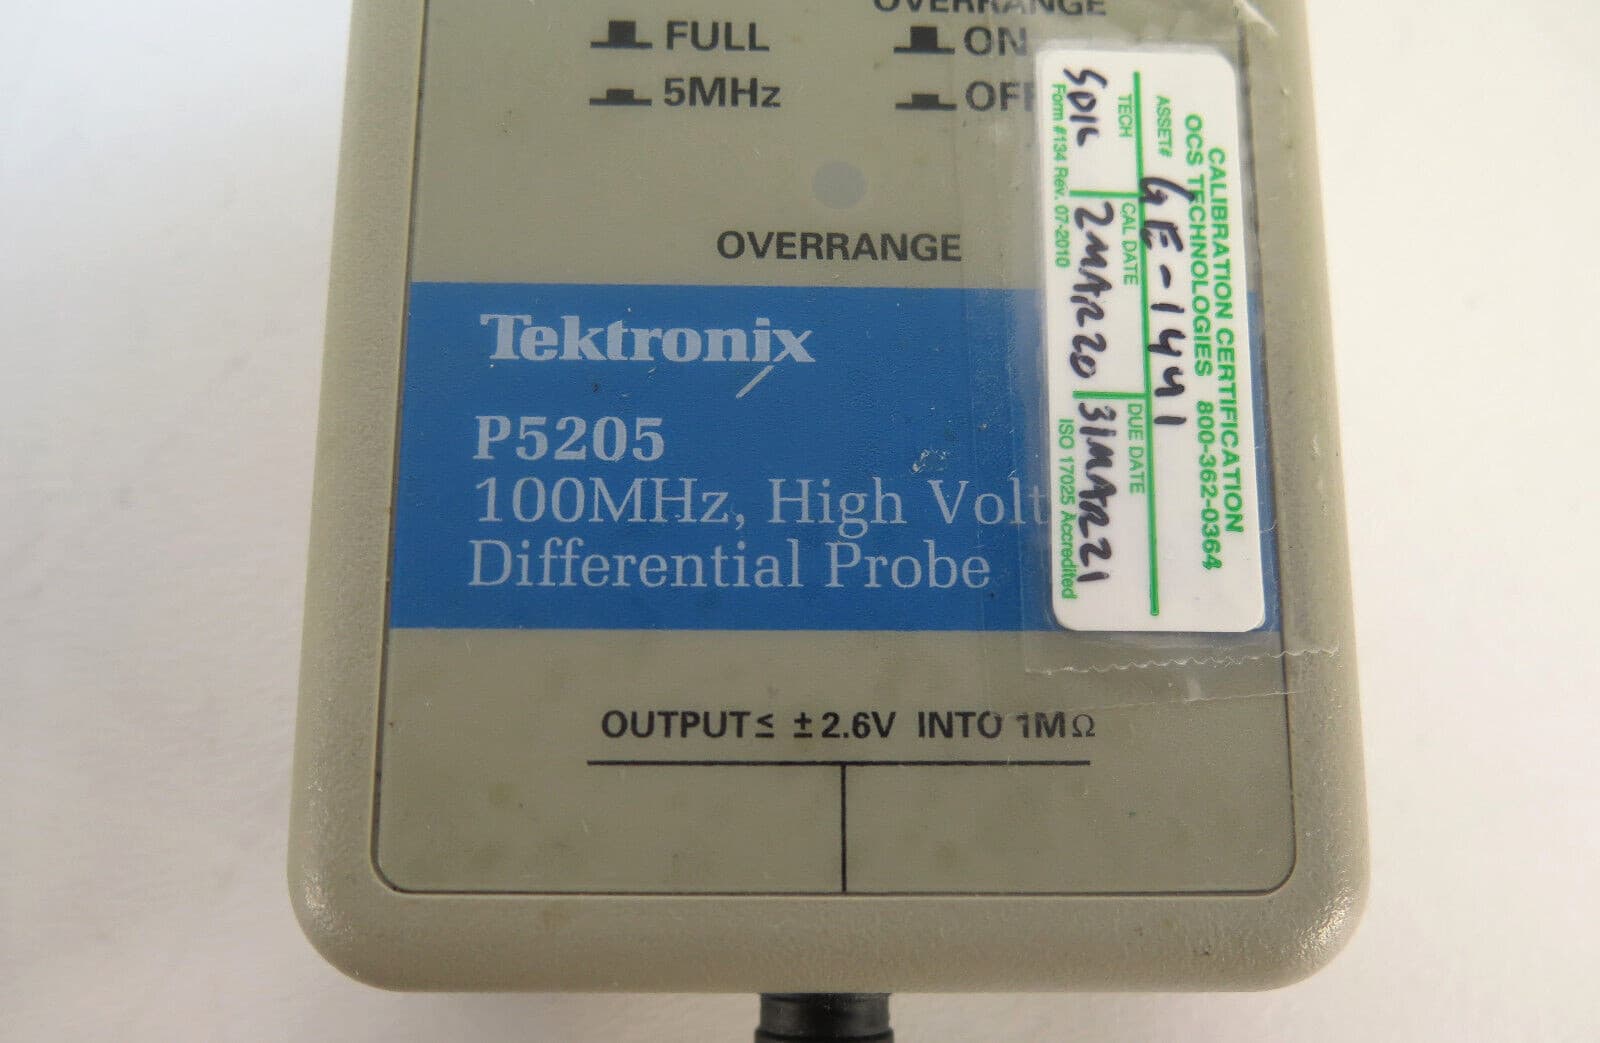 OVERRANGE
FULL
ON
5MHz
OFF
OVERRANGE
Tektronix
P5205
100MHz, High Volt
Differential Probe
OUTPUT≤ ±2.6V INTO 1MΩ
CALIBRATION CERTIFICATION
OCS TECHNOLOGIES 800-362-0364
ASSET# GE-1441
TECH CAL DATE DUE DATE
2MAR20 31MAR21
Form #134 Rev. 07-2010 ISO 17025 Accredited